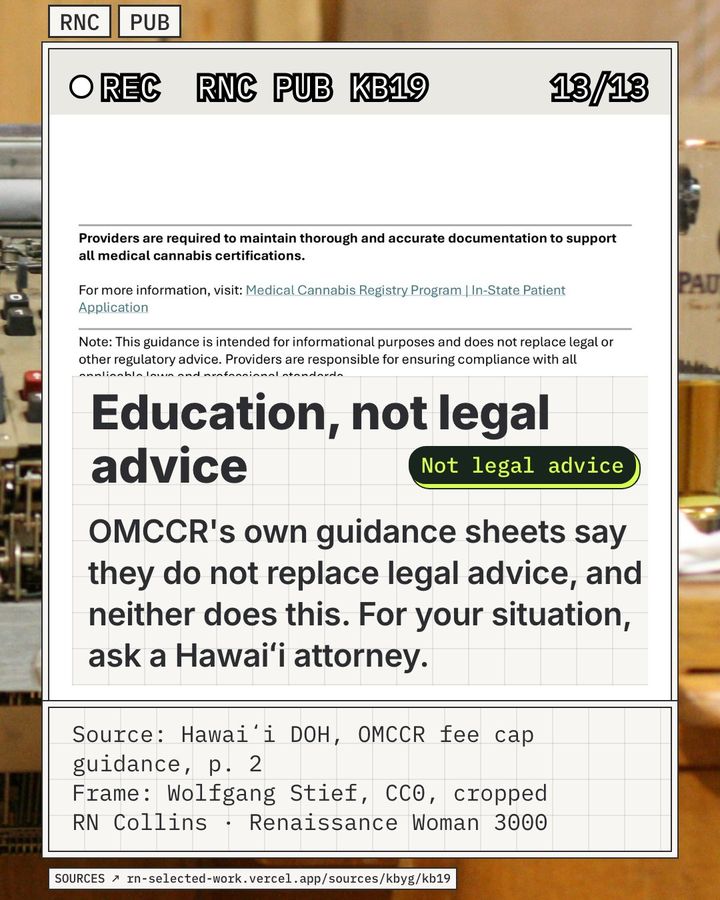 RNC PUB
REC RNC PUB KB19 13/13
Providers are required to maintain thorough and accurate documentation to support
all medical cannabis certifications.
For more information, visit: Medical Cannabis Registry Program | In-State Patient
Application
Note: This guidance is intended for informational purposes and does not replace legal or
other regulatory advice. Providers are responsible for ensuring compliance with all
applicable laws and professional standards.
Education, not legal
advice
Not legal advice
OMCCR's own guidance sheets say
they do not replace legal advice, and
neither does this. For your situation,
ask a Hawaiʻi attorney.
Source: Hawaiʻi DOH, OMCCR fee cap
guidance, p. 2
Frame: Wolfgang Stief, CC0, cropped
RN Collins · Renaissance Woman 3000
SOURCES ↗ rn-selected-work.vercel.app/sources/kbyg/kb19